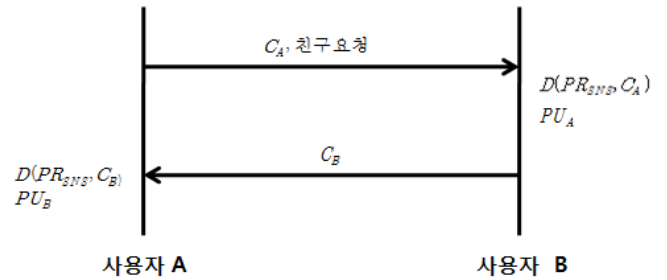 C_A, 친구요청
D(PR_SNS, C_A)
PU_A
C_B
D(PR_SNS, C_B)
PU_B
사용자 A
사용자 B